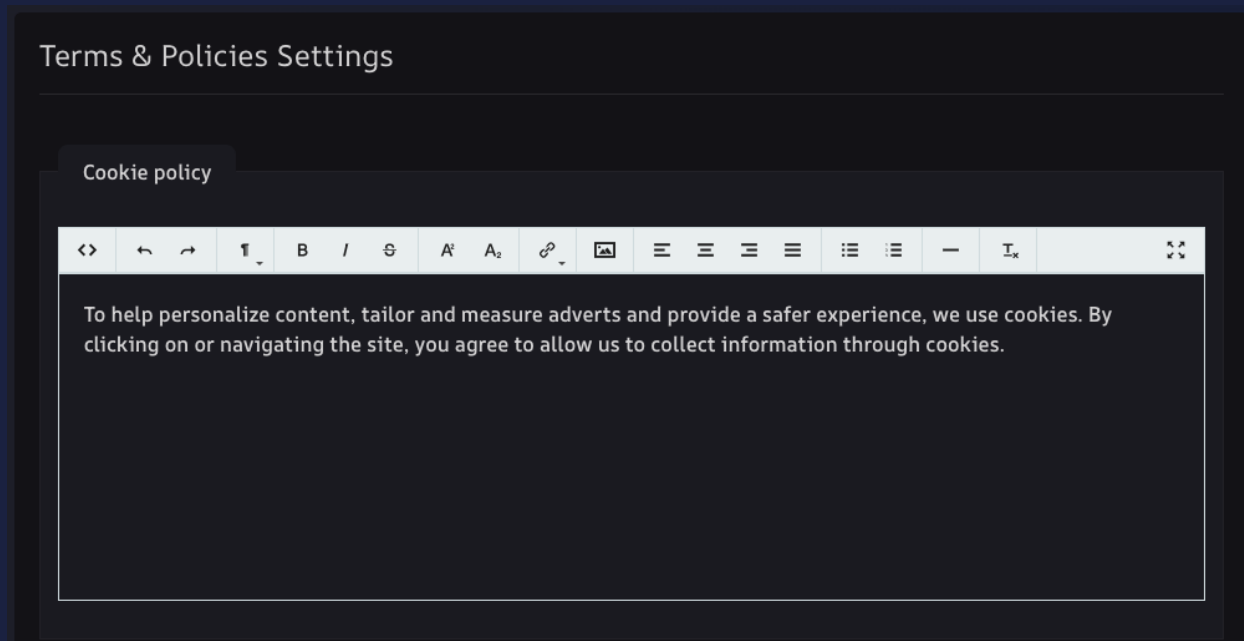 Terms & Policies Settings
Cookie policy
To help personalize content, tailor and measure adverts and provide a safer experience, we use cookies. By
clicking on or navigating the site, you agree to allow us to collect information through cookies.